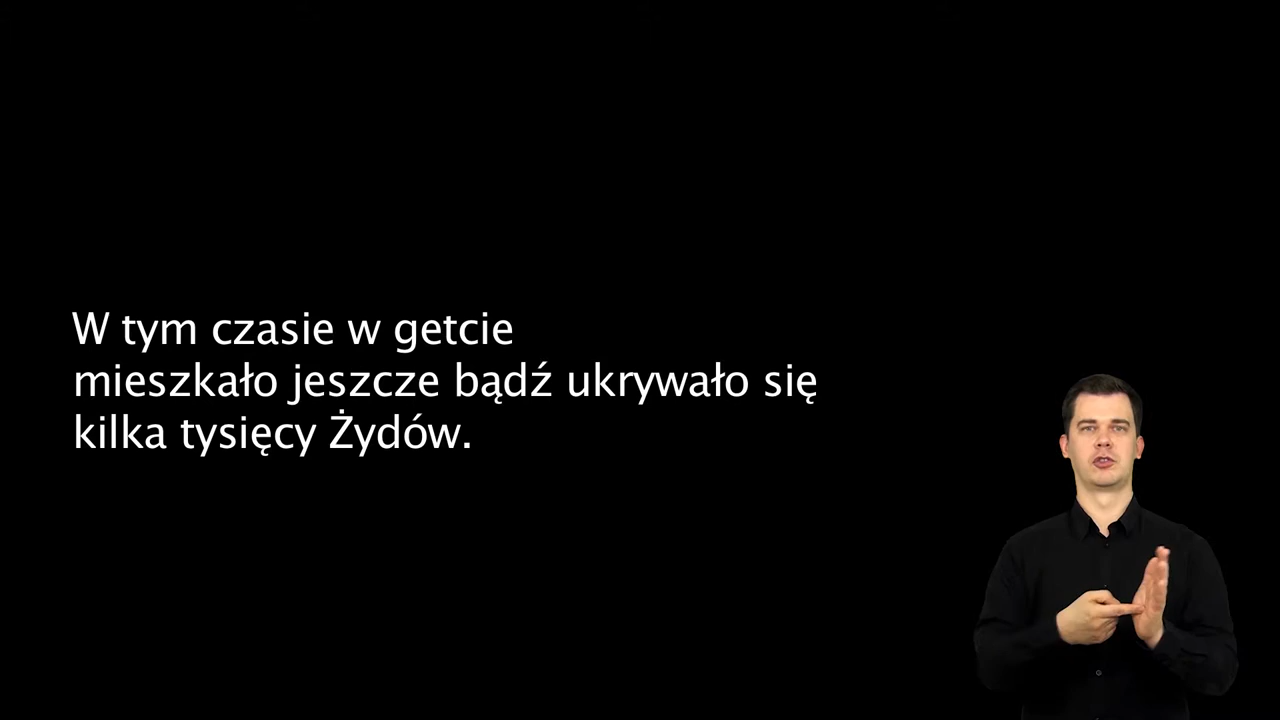 W tym czasie w getcie
mieszkało jeszcze bądź ukrywało się
kilka tysięcy Żydów.